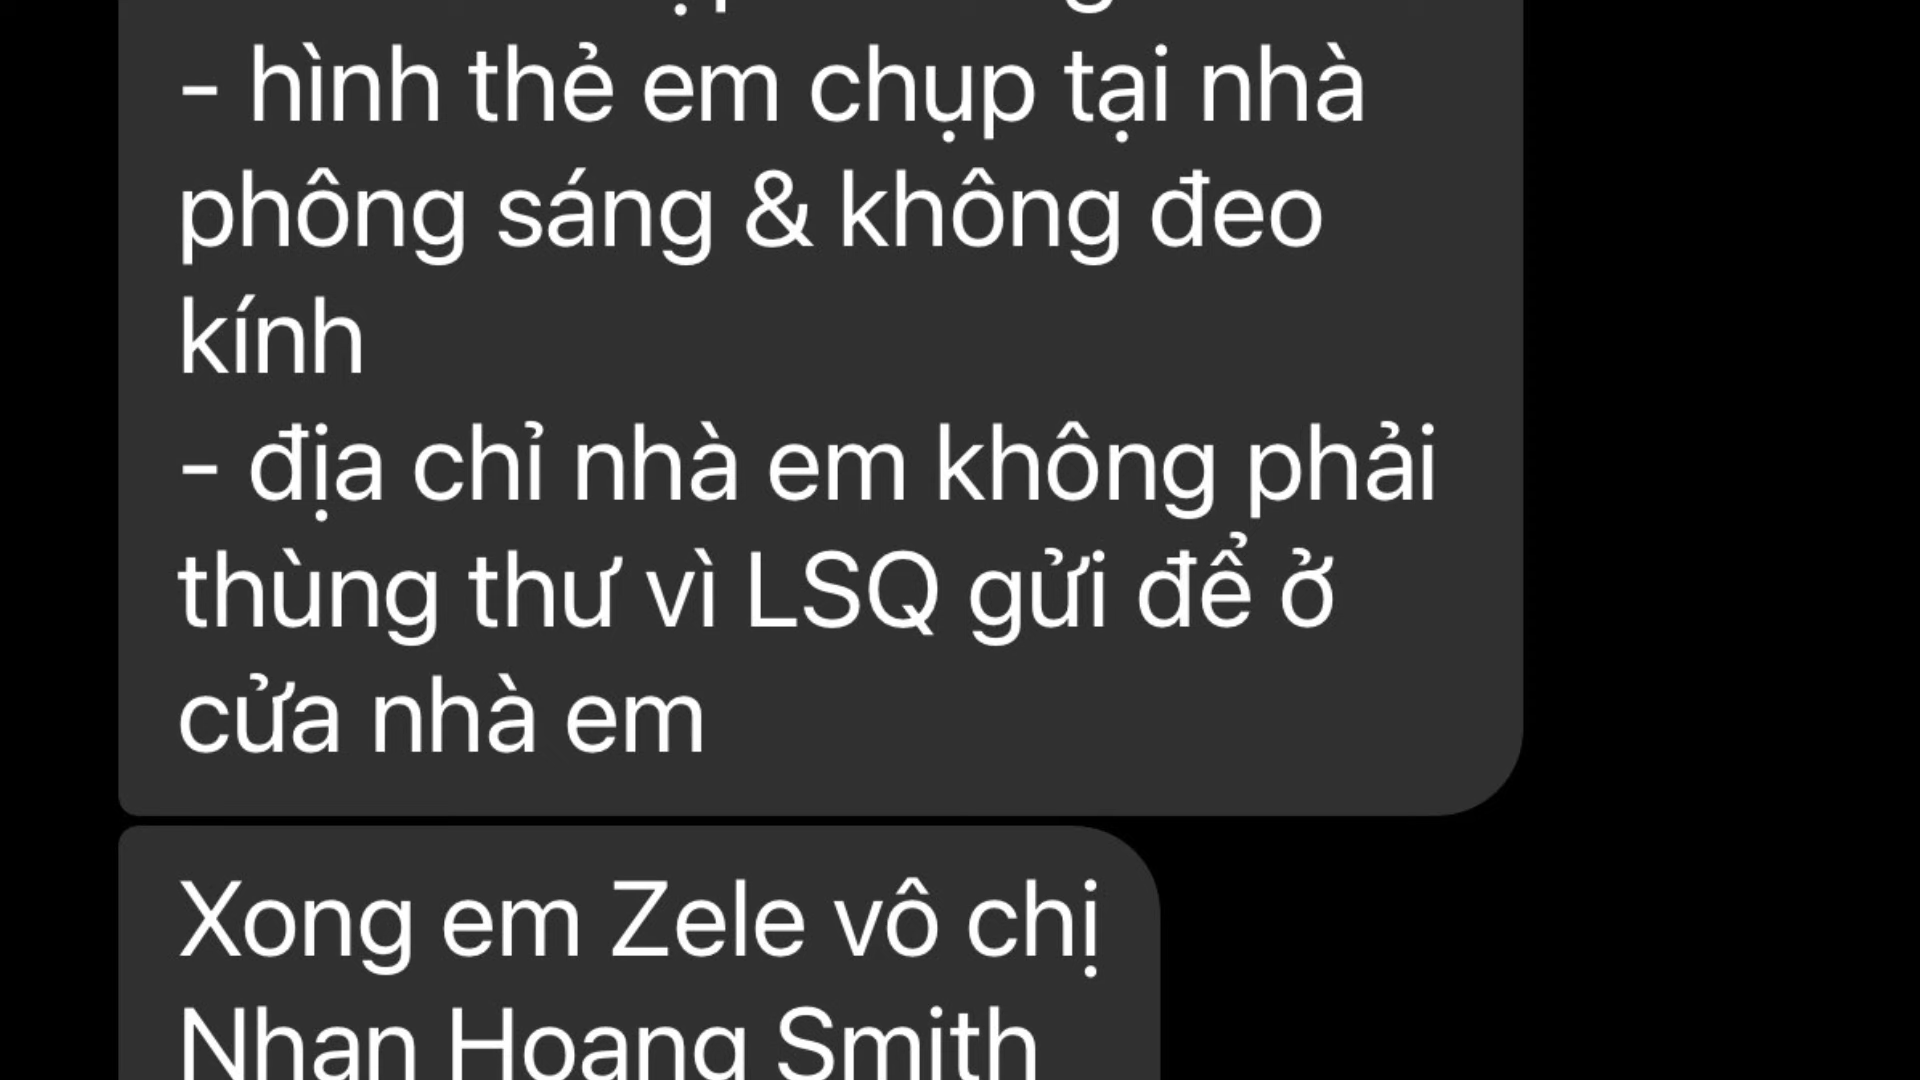 - hình thẻ em chụp tại nhà
phông sáng & không đeo
kính
- địa chỉ nhà em không phải
thùng thư vì LSQ gửi để ở
cửa nhà em
Xong em Zele vô chị
Nhan Hoang Smith